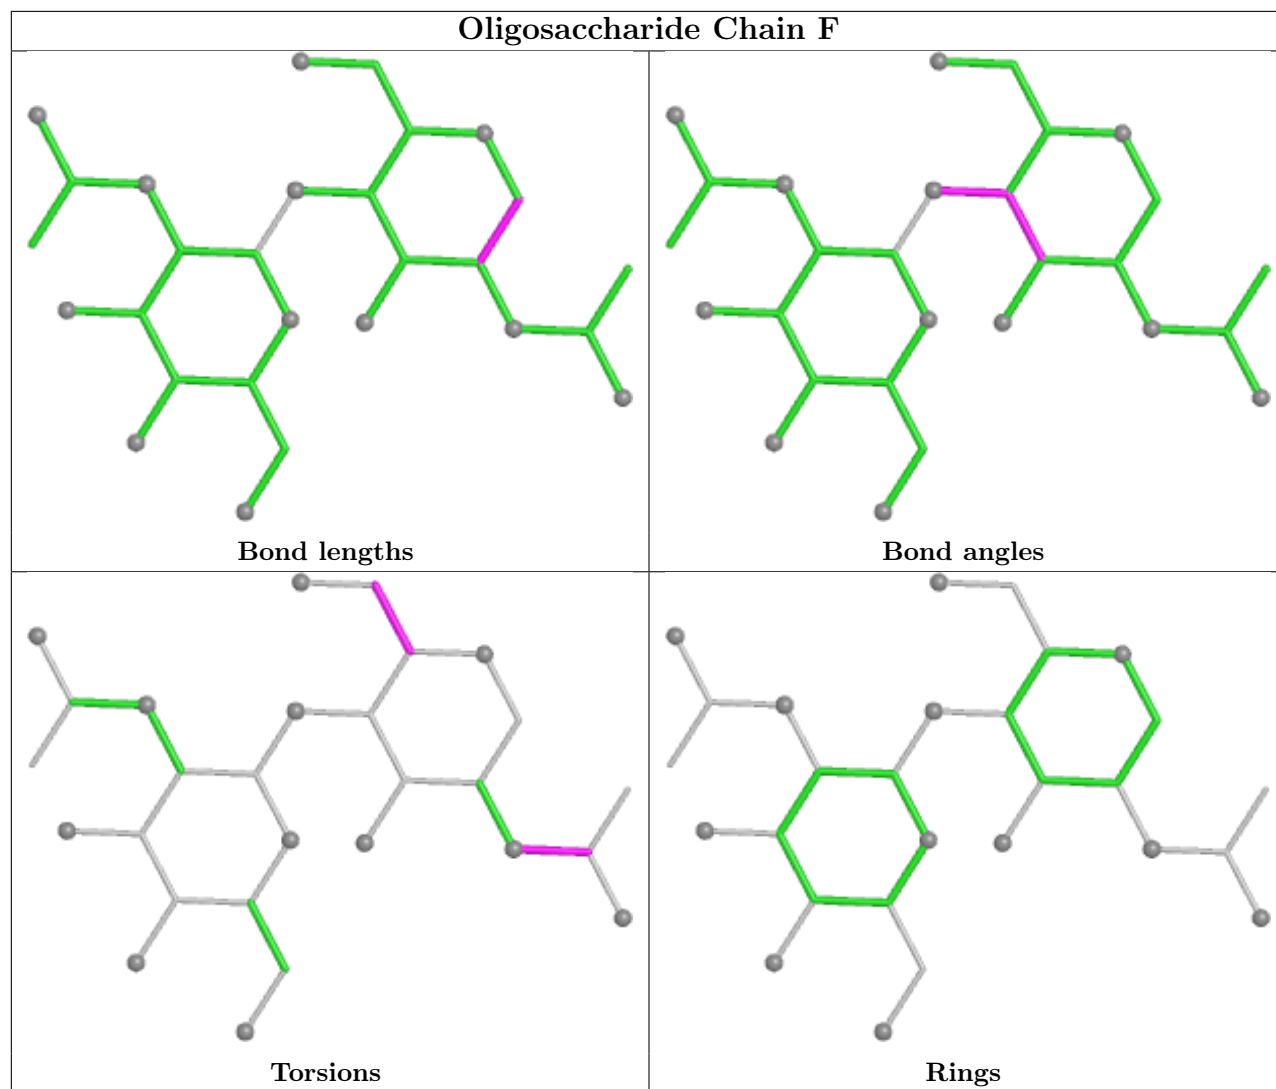 Oligosaccharide Chain F
Bond lengths
Bond angles
Torsions
Rings